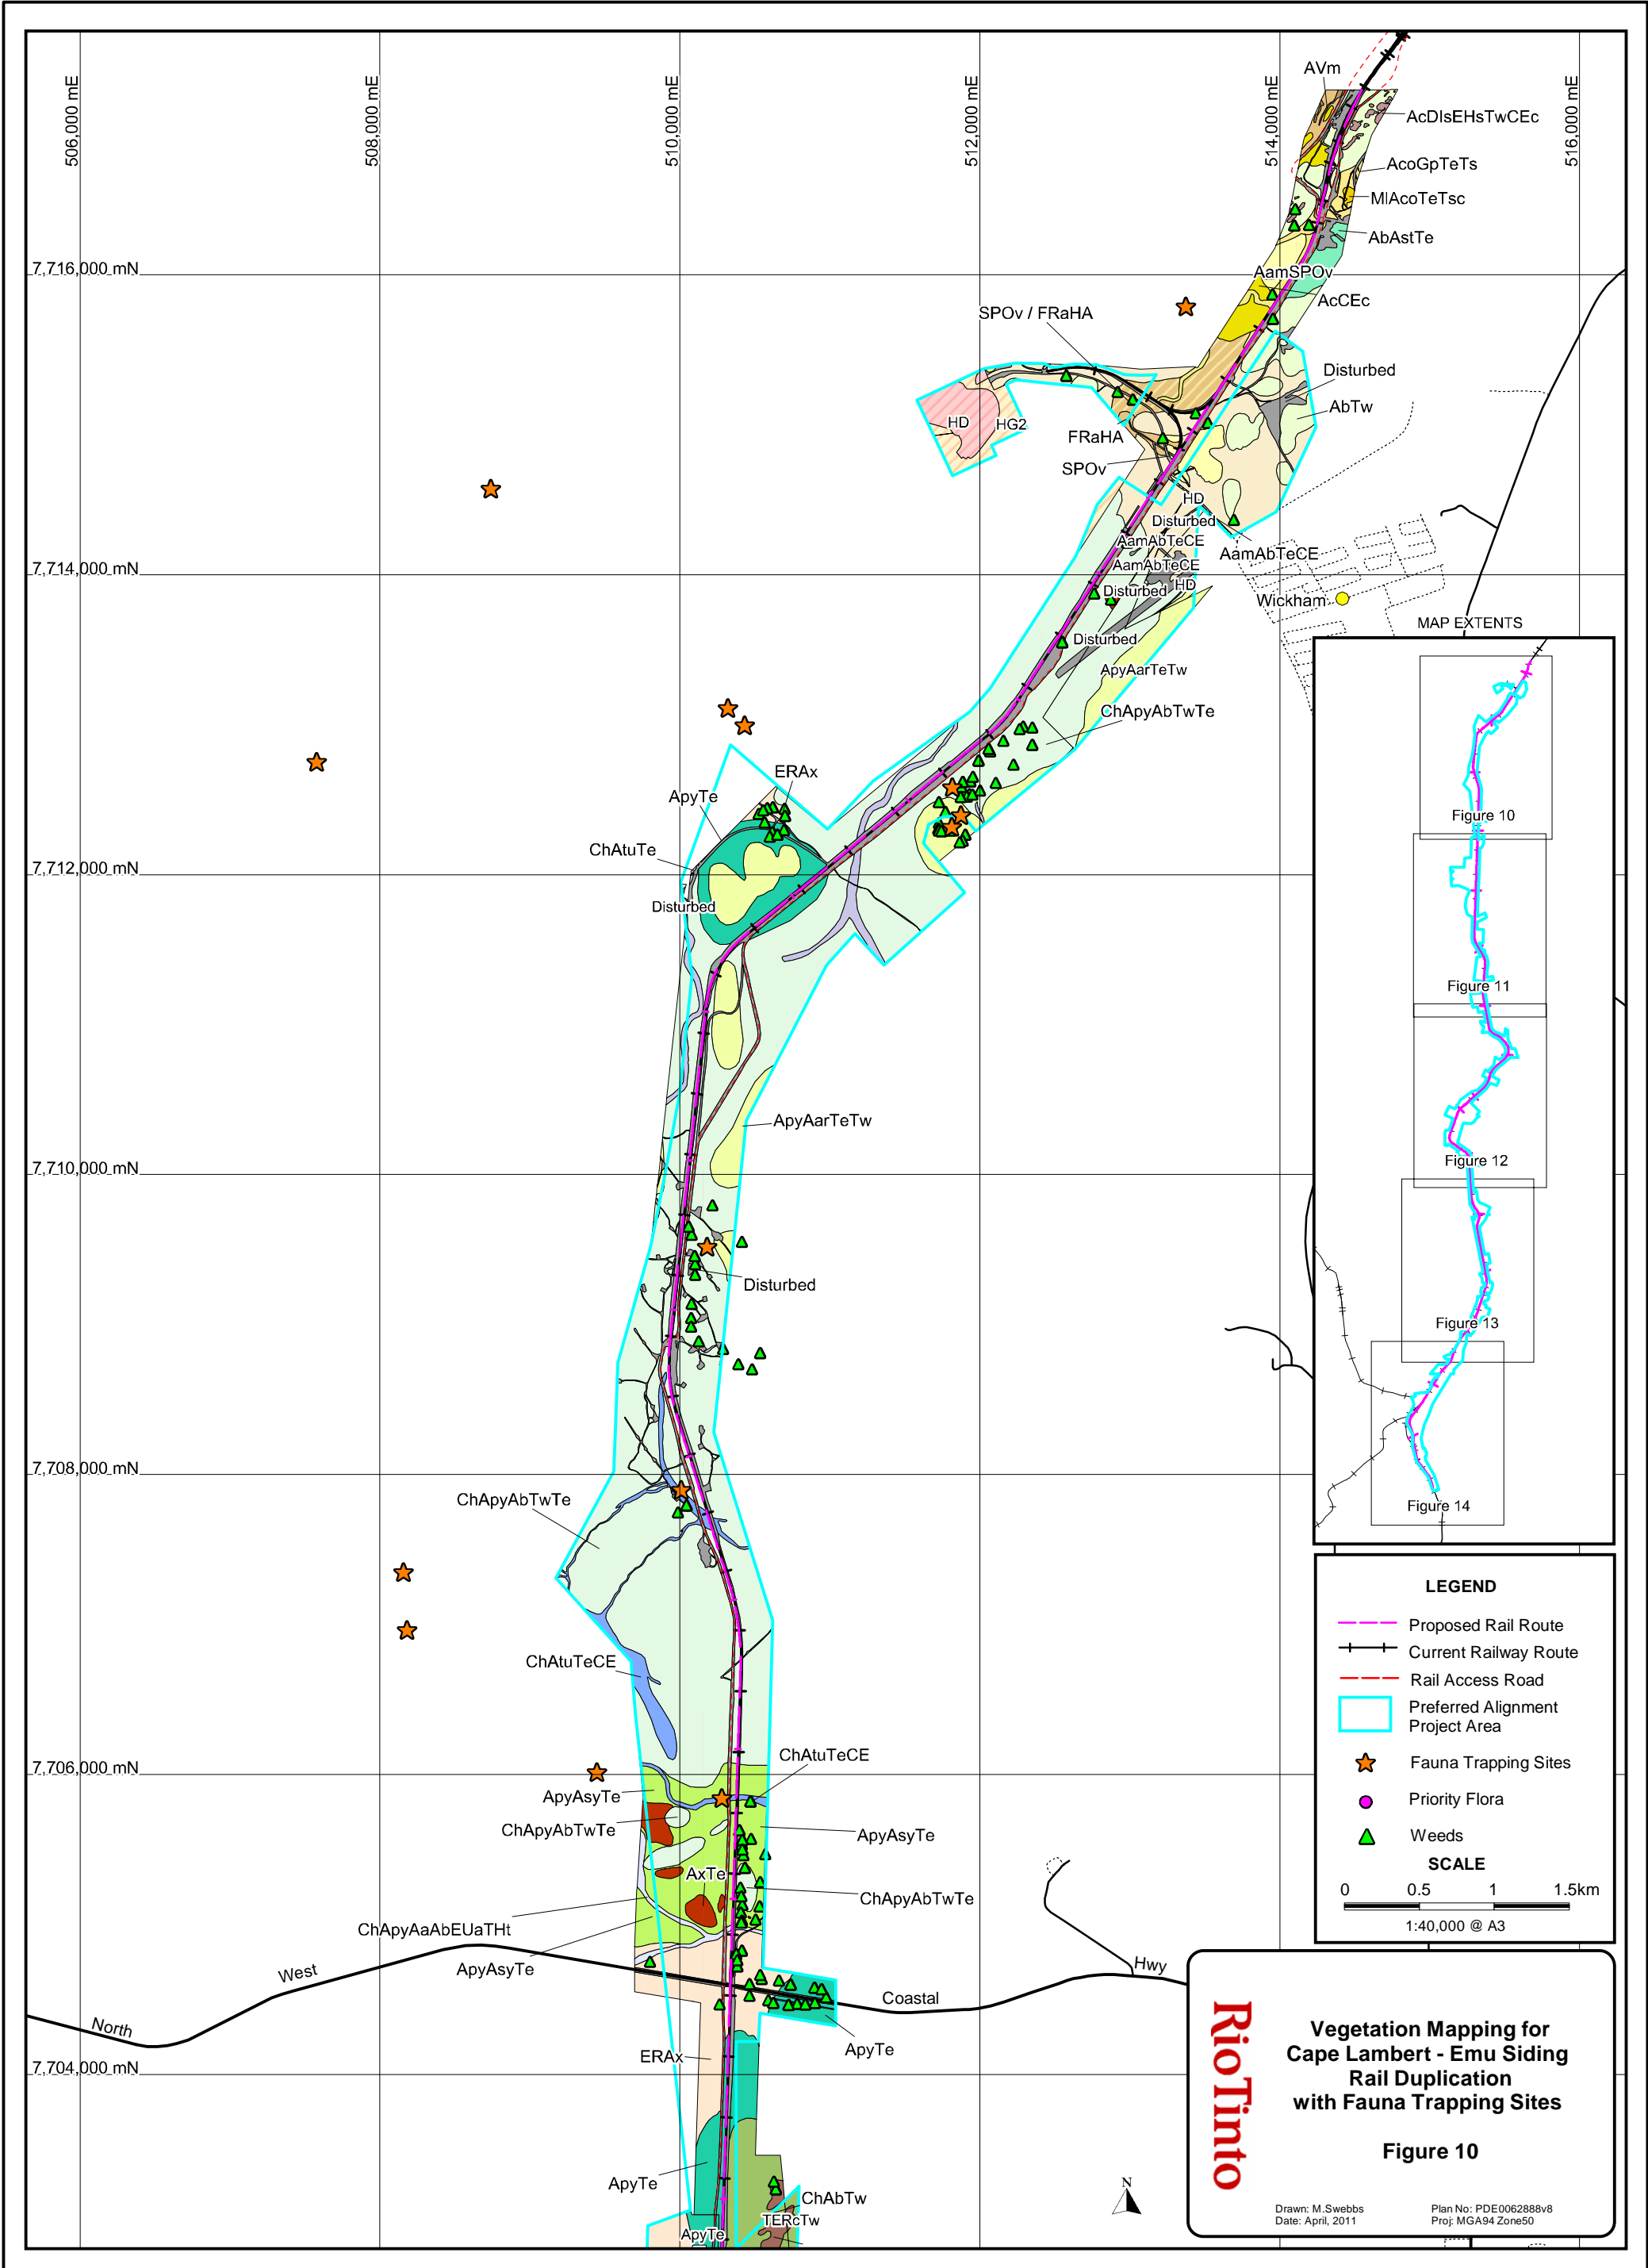 506,000 mE
508,000 mE
510,000 mE
512,000 mE
514,000 mE
516,000 mE
AVm
AcDIsEHsTwCEc
AcoGpTeTs
MIAcoTeTsc
AbAstTe
7,716,000 mN
AamSPOv
AcCEc
SPOv / FRaHA
Disturbed
AbTw
HD
HG2
FRaHA
SPOv
HD
Disturbed
AamAbTeCE
AamAbTeCE
AamAbTeCE
7,714,000 mN
Disturbed
HD
Wickham
Disturbed
ApyAarTeTw
ChApyAbTwTe
ERAx
ApyTe
ChAtuTe
7,712,000 mN
Disturbed
ApyAarTeTw
7,710,000 mN
Disturbed
7,708,000 mN
ChApyAbTwTe
ChAtuTeCE
ChAtuTeCE
7,706,000 mN
ApyAsyTe
ChApyAbTwTe
ApyAsyTe
AxTe
ChApyAbTwTe
ChApyAaAbEUaTHt
ApyAsyTe
North
West
Coastal
Hwy
ApyTe
ERAx
7,704,000 mN
ApyTe
ChAbTw
TERcTw
ApyTe
N
MAP EXTENTS
Figure 10
Figure 11
Figure 12
Figure 13
Figure 14
LEGEND
Proposed Rail Route
Current Railway Route
Rail Access Road
Preferred Alignment
Project Area
Fauna Trapping Sites
Priority Flora
Weeds
SCALE
0 0.5 1 1.5km
1:40,000 @ A3
RioTinto
Vegetation Mapping for
Cape Lambert - Emu Siding
Rail Duplication
with Fauna Trapping Sites
Figure 10
Drawn: M.Swebbs
Date: April, 2011
Plan No: PDE0062888v8
Proj: MGA94 Zone50